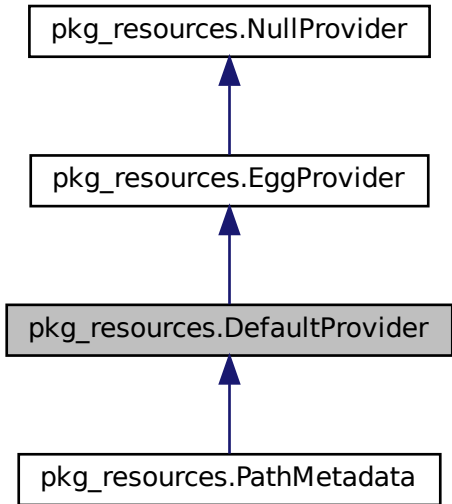 pkg_resources.NullProvider
pkg_resources.EggProvider
pkg_resources.DefaultProvider
pkg_resources.PathMetadata